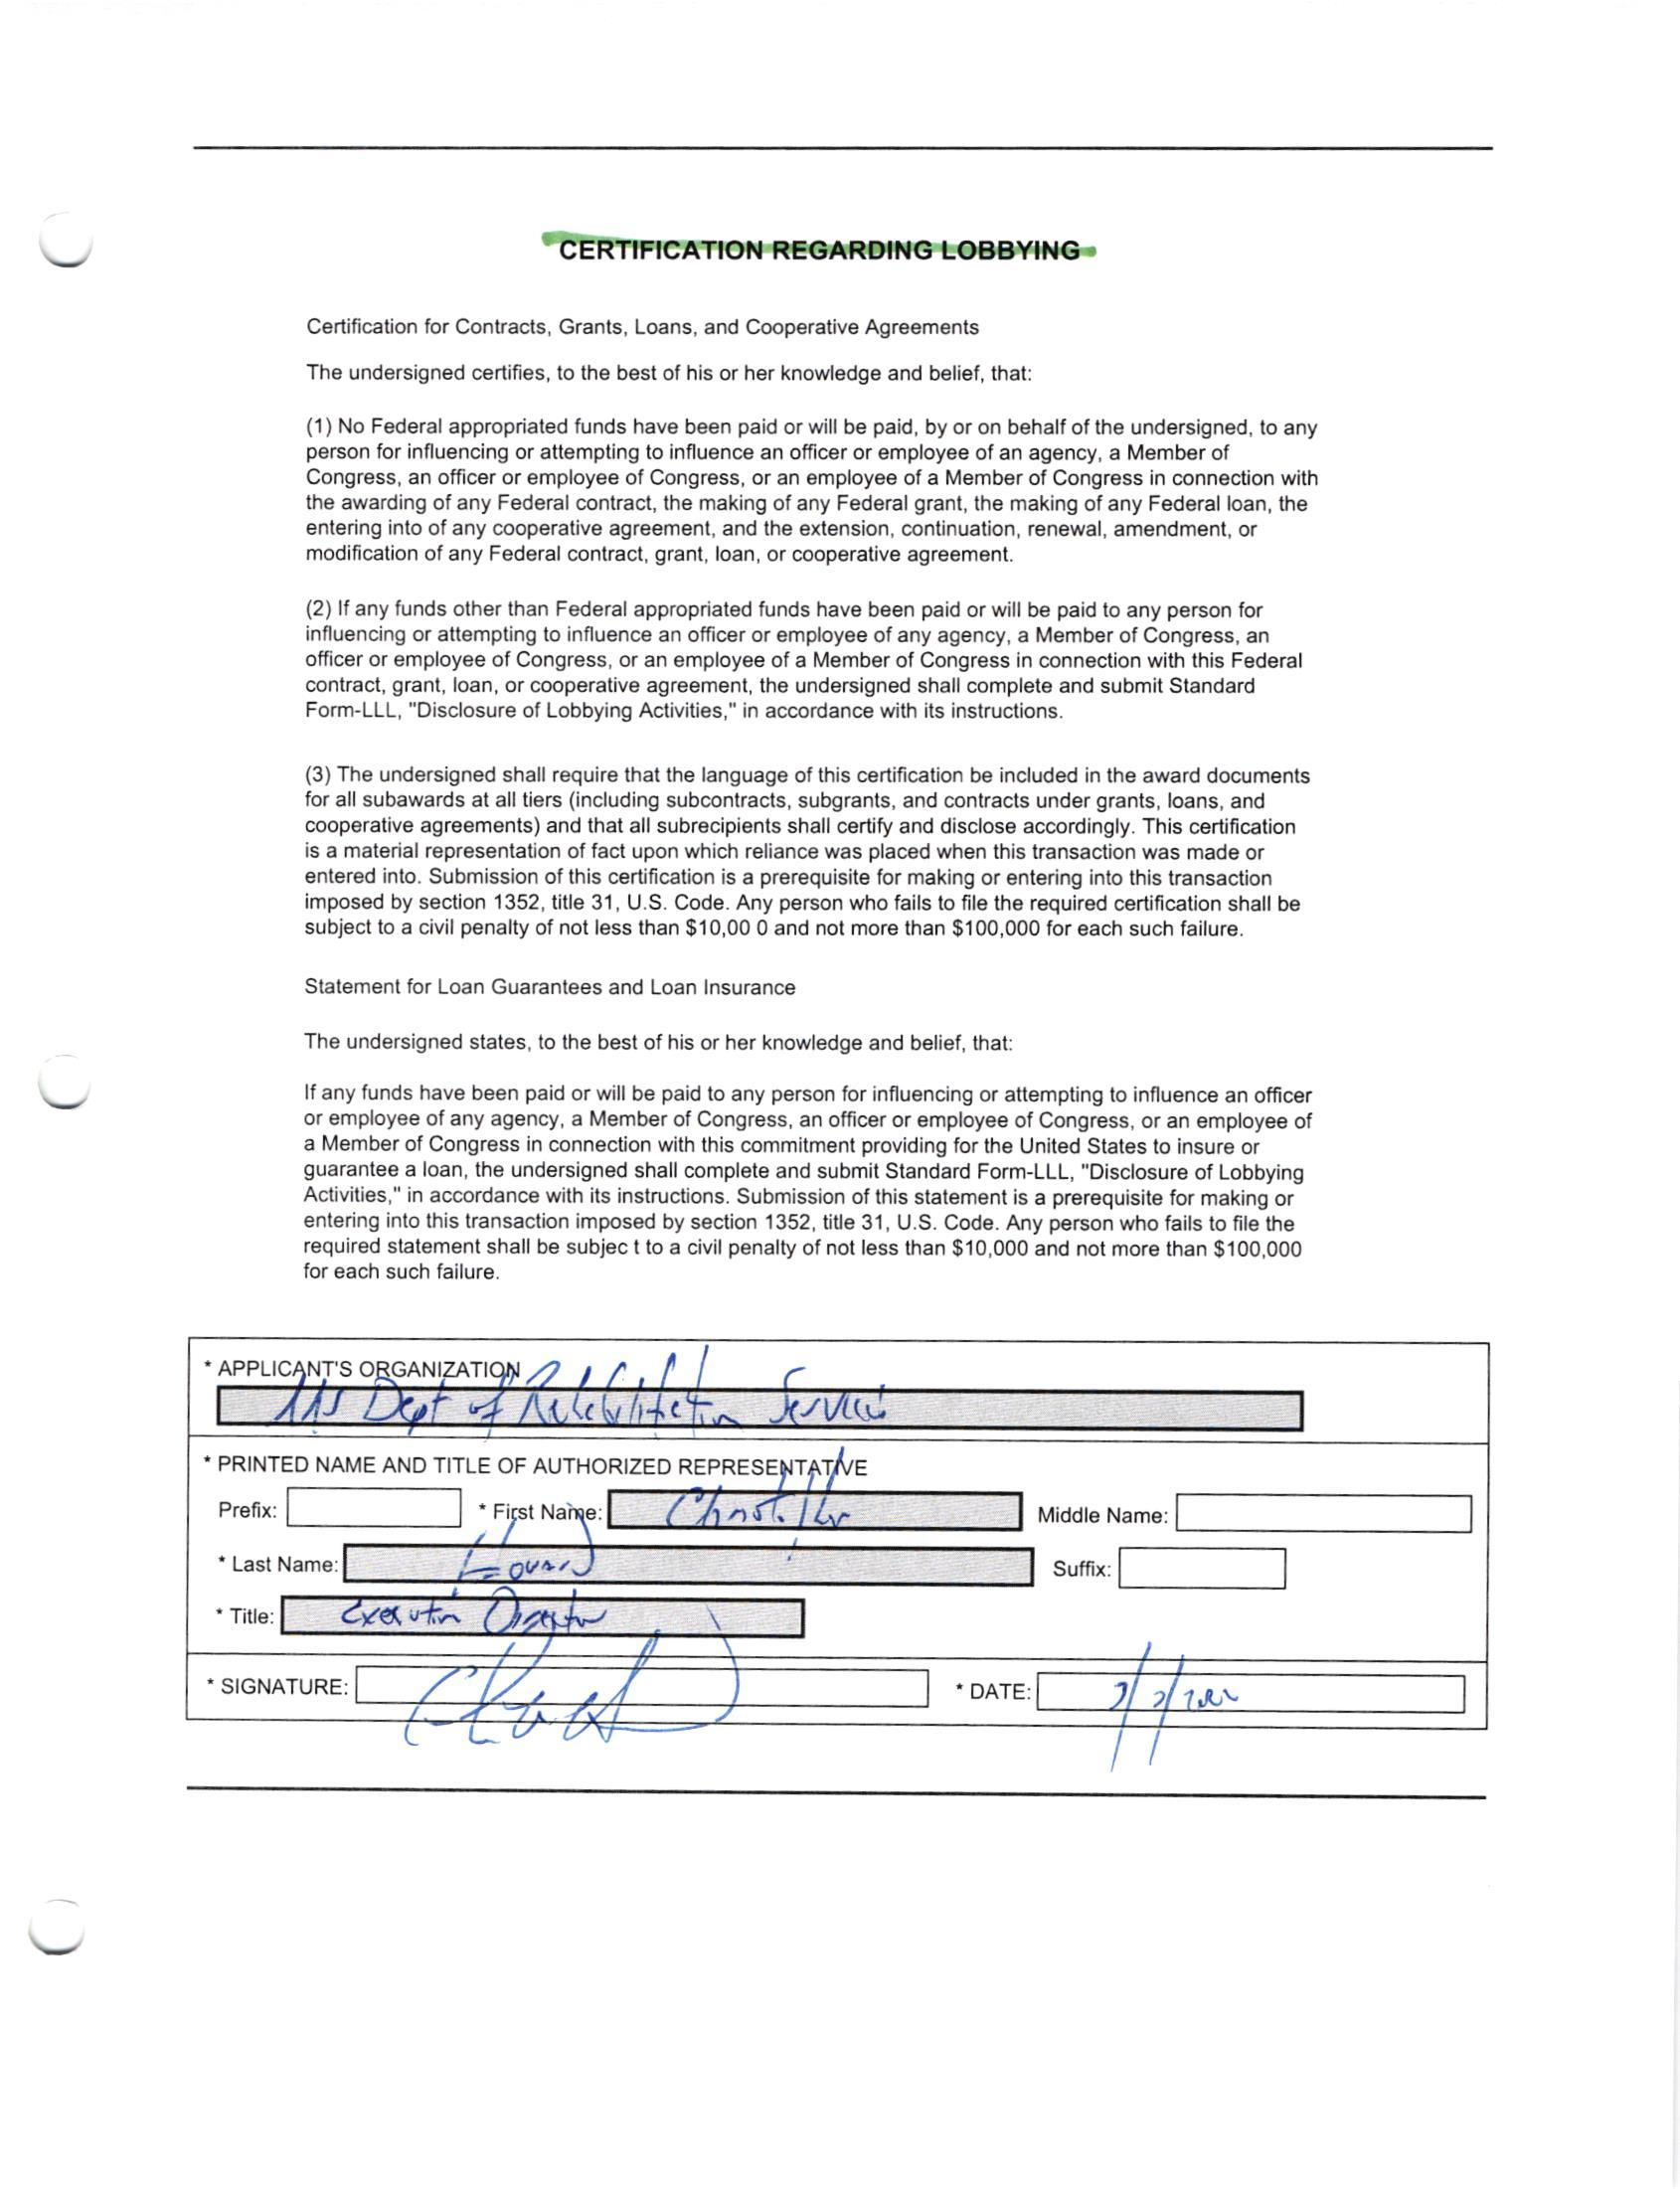 CERTIFICATION REGARDING LOBBYING
Certification for Contracts, Grants, Loans, and Cooperative Agreements
The undersigned certifies, to the best of his or her knowledge and belief, that:
(1) No Federal appropriated funds have been paid or will be paid, by or on behalf of the undersigned, to any
person for influencing or attempting to influence an officer or employee of an agency, a Member of
Congress, an officer or employee of Congress, or an employee of a Member of Congress in connection with
the awarding of any Federal contract, the making of any Federal grant, the making of any Federal loan, the
entering into of any cooperative agreement, and the extension, continuation, renewal, amendment, or
modification of any Federal contract, grant, loan, or cooperative agreement.
(2) If any funds other than Federal appropriated funds have been paid or will be paid to any person for
influencing or attempting to influence an officer or employee of any agency, a Member of Congress, an
officer or employee of Congress, or an employee of a Member of Congress in connection with this Federal
contract, grant, loan, or cooperative agreement, the undersigned shall complete and submit Standard
Form-LLL, "Disclosure of Lobbying Activities," in accordance with its instructions.
(3) The undersigned shall require that the language of this certification be included in the award documents
for all subawards at all tiers (including subcontracts, subgrants, and contracts under grants, loans, and
cooperative agreements) and that all subrecipients shall certify and disclose accordingly. This certification
is a material representation of fact upon which reliance was placed when this transaction was made or
entered into. Submission of this certification is a prerequisite for making or entering into this transaction
imposed by section 1352, title 31, U.S. Code. Any person who fails to file the required certification shall be
subject to a civil penalty of not less than $10,00 0 and not more than $100,000 for each such failure.
Statement for Loan Guarantees and Loan Insurance
The undersigned states, to the best of his or her knowledge and belief, that:
If any funds have been paid or will be paid to any person for influencing or attempting to influence an officer
or employee of any agency, a Member of Congress, an officer or employee of Congress, or an employee of
a Member of Congress in connection with this commitment providing for the United States to insure or
guarantee a loan, the undersigned shall complete and submit Standard Form-LLL, "Disclosure of Lobbying
Activities," in accordance with its instructions. Submission of this statement is a prerequisite for making or
entering into this transaction imposed by section 1352, title 31, U.S. Code. Any person who fails to file the
required statement shall be subjec t to a civil penalty of not less than $10,000 and not more than $100,000
for each such failure.
* APPLICANT'S ORGANIZATION
MS Dept of Rehabilitation Services
* PRINTED NAME AND TITLE OF AUTHORIZED REPRESENTATIVE
Prefix: * First Name: Christopher Middle Name:
* Last Name: Howard Suffix:
* Title: Executive Director
* SIGNATURE: * DATE: